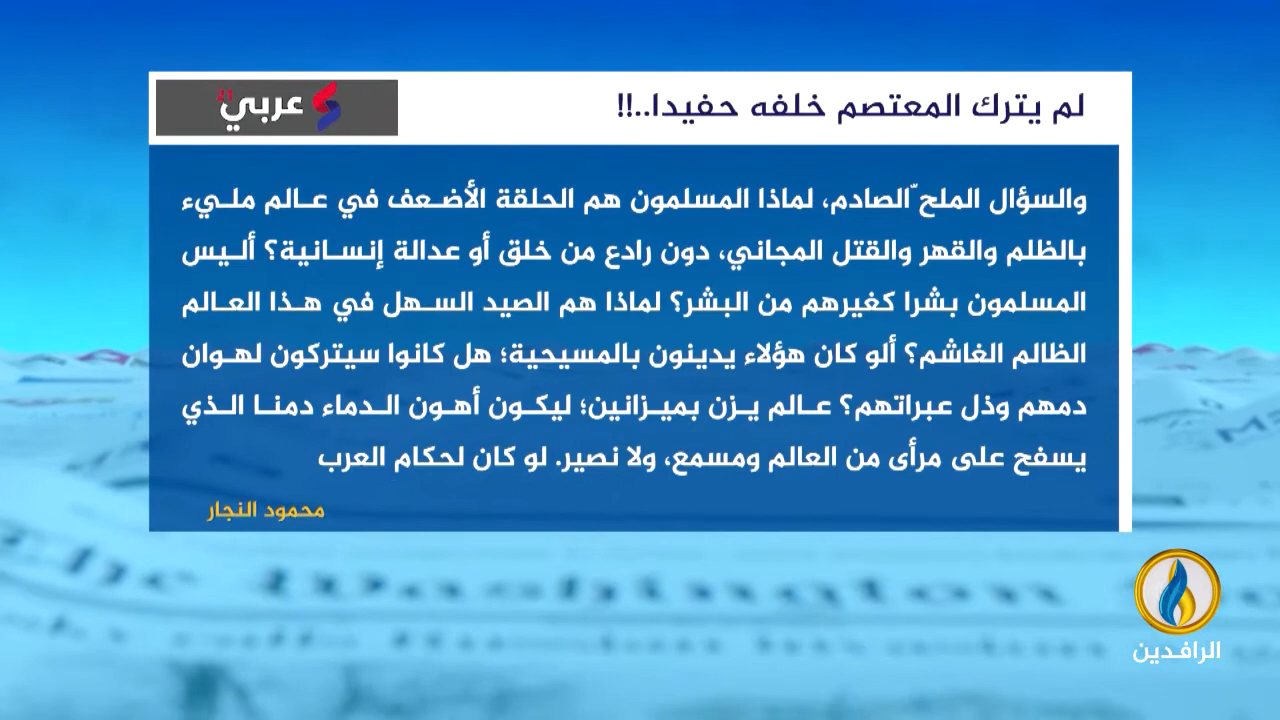 لم يترك المعتصم خلفه حفيدا..!!
عربي21
والسؤال الملحّ الصادم، لماذا المسلمون هم الحلقة الأضعف في عالم مليء
بالظلم والقهر والقتل المجاني، دون رادع من خلق أو عدالة إنسانية؟ أليس
المسلمون بشرا كغيرهم من البشر؟ لماذا هم الصيد السهل في هذا العالم
الظالم الغاشم؟ ألو كان هؤلاء يدينون بالمسيحية؛ هل كانوا سيتركون لهوان
دمهم وذل عبراتهم؟ عالم يزن بميزانين؛ ليكون أهون الدماء دمنا الذي
يسفح على مرأى من العالم ومسمع، ولا نصير. لو كان لحكام العرب
محمود النجار
الرافدين